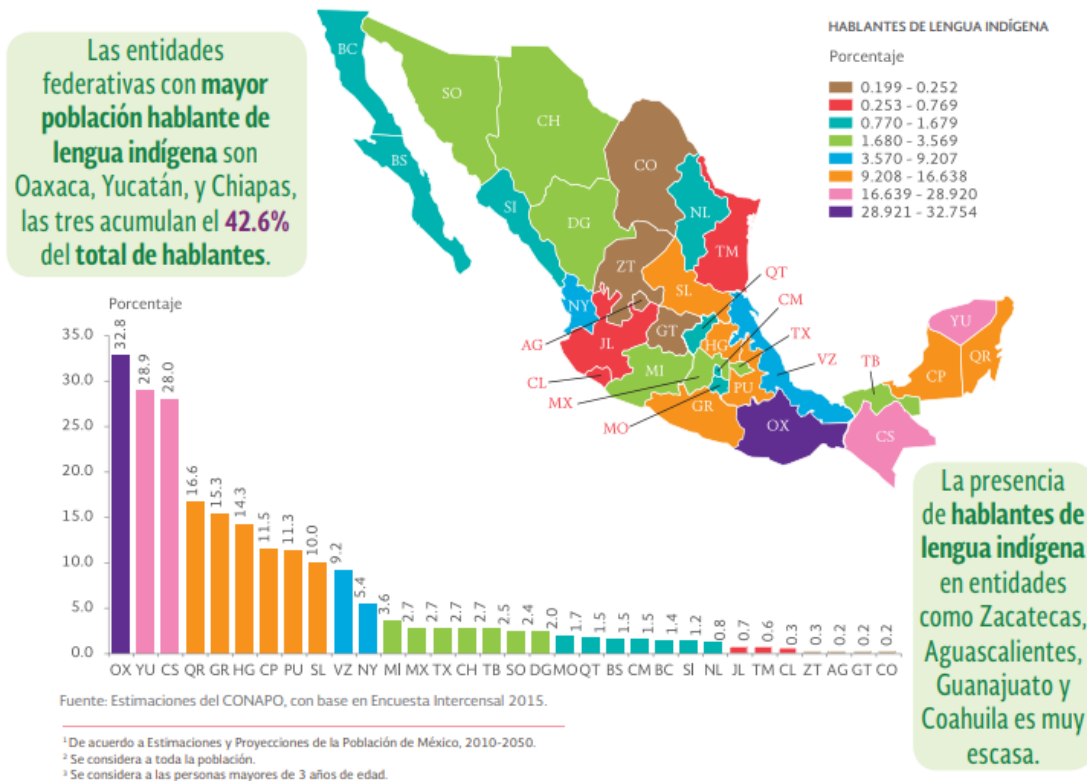 Las entidades
federativas con mayor
población hablante de
lengua indígena son
Oaxaca, Yucatán, y Chiapas,
las tres acumulan el 42.6%
del total de hablantes.
HABLANTES DE LENGUA INDÍGENA
Porcentaje
0.199 - 0.252
0.253 - 0.769
0.770 - 1.679
1.680 - 3.569
3.570 - 9.207
9.208 - 16.638
16.639 - 28.920
28.921 - 32.754
BC
SO
CH
CO
BS
SI
DG
NL
TM
ZT
SL
QT
CM
NY
AG
JL
GT
HG
TX
YU
QR
CL
MI
VZ
TB
CP
MX
PU
MO
GR
OX
CS
Porcentaje
35.0
30.0
25.0
20.0
15.0
10.0
5.0
0.0
32.8
28.9
28.0
16.6
15.3
14.3
11.5
11.3
10.0
9.2
5.4
3.6
2.7
2.7
2.7
2.7
2.5
2.4
2.0
1.7
1.5
1.5
1.5
1.4
1.2
0.8
0.7
0.6
0.3
0.3
0.2
0.2
0.2
OX YU CS QR GR HG CP PU SL VZ NY MÍ MX TX CH TB SO DG MO QT BS CM BC SÍ NL JL TM CL ZT AG GT CO
La presencia
de hablantes de
lengua indígena
en entidades
como Zacatecas,
Aguascalientes,
Guanajuato y
Coahuila es muy
escasa.
Fuente: Estimaciones del CONAPO, con base en Encuesta Intercensal 2015.
¹ De acuerdo a Estimaciones y Proyecciones de la Población de México, 2010-2050.
² Se considera a toda la población.
³ Se considera a las personas mayores de 3 años de edad.